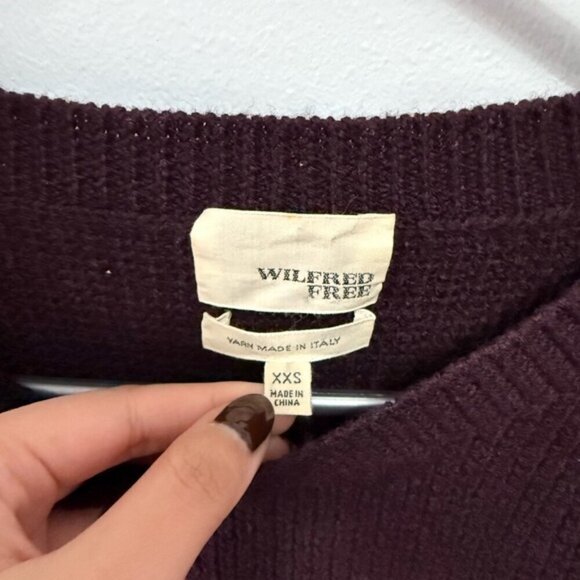 WILFRED
FREE
YARN MADE IN ITALY
XXS
MADE IN
CHINA